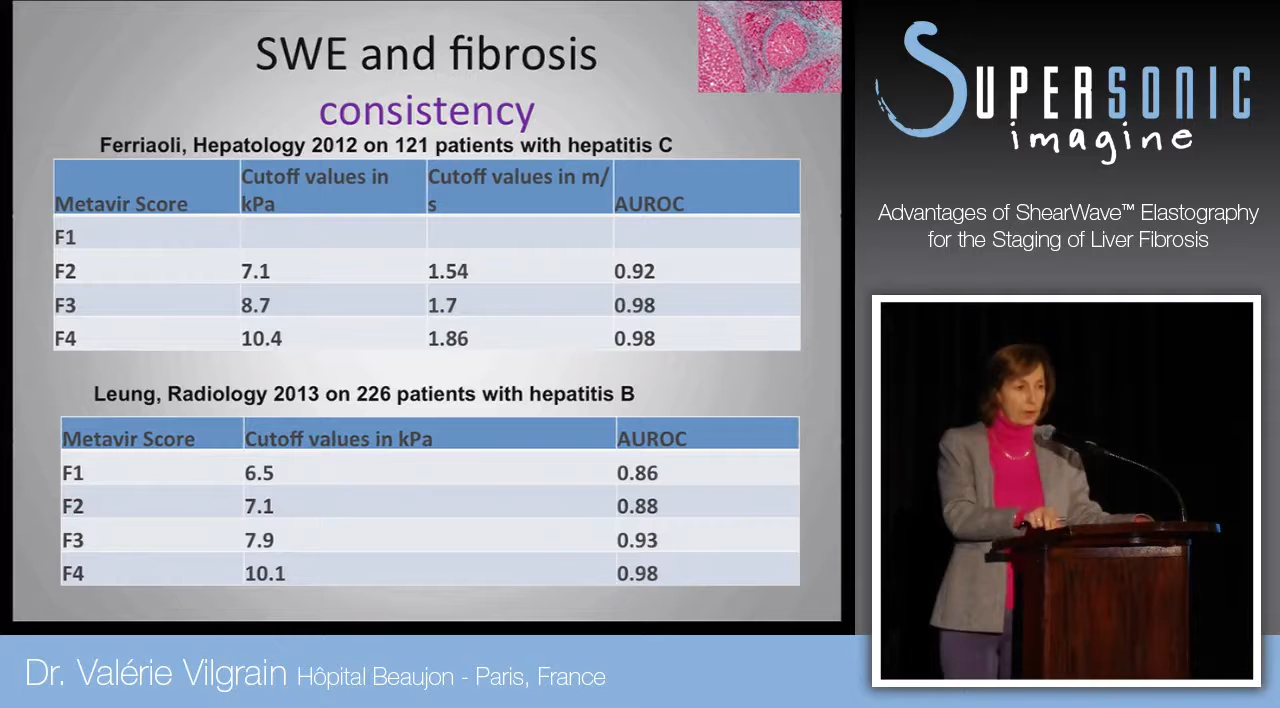 SWE and fibrosis
consistency
Ferriaoli, Hepatology 2012 on 121 patients with hepatitis C
Metavir Score Cutoff values in kPa Cutoff values in m/s AUROC
F1
F2 7.1 1.54 0.92
F3 8.7 1.7 0.98
F4 10.4 1.86 0.98
Leung, Radiology 2013 on 226 patients with hepatitis B
Metavir Score Cutoff values in kPa AUROC
F1 6.5 0.86
F2 7.1 0.88
F3 7.9 0.93
F4 10.1 0.98
SUPERSONIC
imagine
Advantages of ShearWave™ Elastography
for the Staging of Liver Fibrosis
Dr. Valérie Vilgrain Hôpital Beaujon - Paris, France